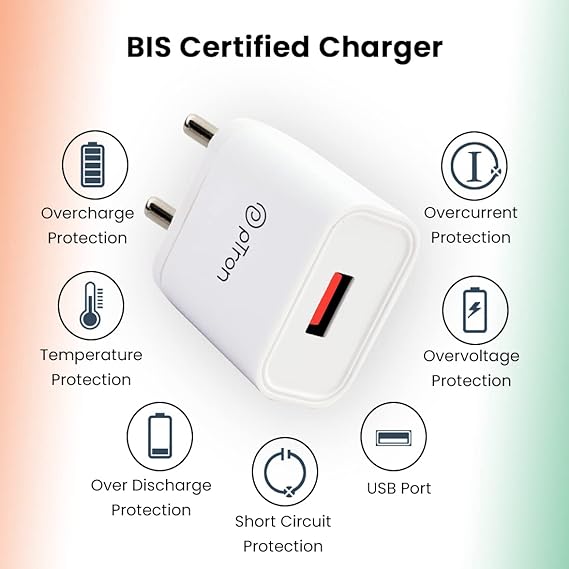 BIS Certified Charger
Overcharge
Protection
Overcurrent
Protection
pTron
Temperature
Protection
Overvoltage
Protection
Over Discharge
Protection
USB Port
Short Circuit
Protection